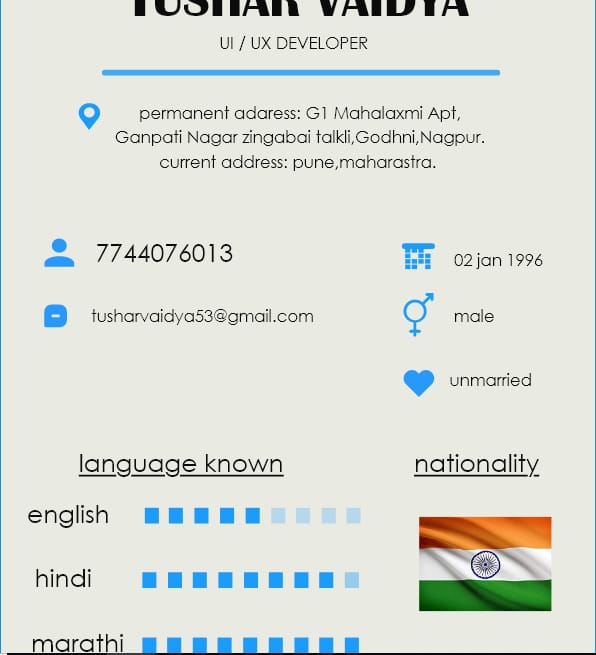 TUSHAR VAIDYA
UI / UX DEVELOPER
permanent adaress: G1 Mahalaxmi Apt,
Ganpati Nagar zingabai talkli,Godhni,Nagpur.
current address: pune,maharastra.
7744076013
02 jan 1996
tusharvaidya53@gmail.com
male
unmarried
language known
nationality
english
hindi
marathi